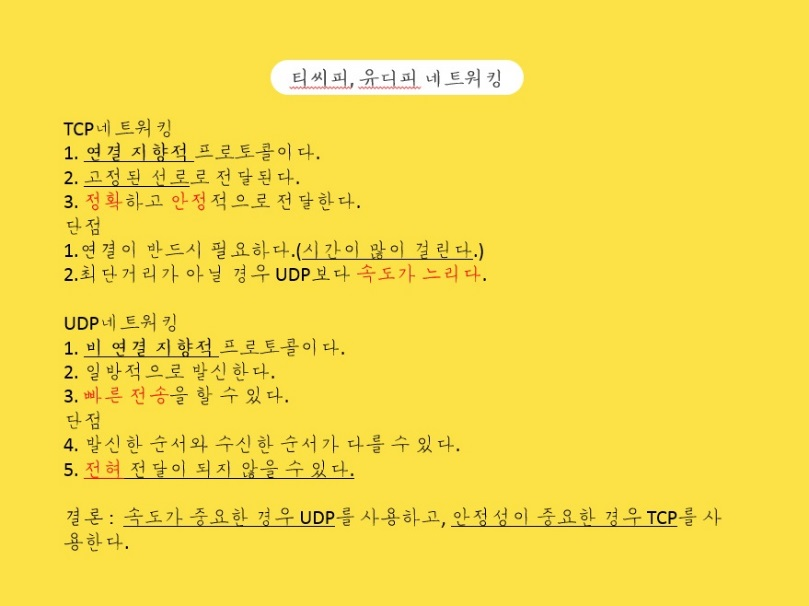 티씨피, 유디피 네트워킹
TCP네트워킹
1. 연결 지향적 프로토콜이다.
2. 고정된 선로로 전달된다.
3. 정확하고 안정적으로 전달한다.
단점
1.연결이 반드시 필요하다.(시간이 많이 걸린다.)
2.최단거리가 아닐 경우 UDP보다 속도가 느리다.
UDP네트워킹
1. 비 연결 지향적 프로토콜이다.
2. 일방적으로 발신한다.
3. 빠른 전송을 할 수 있다.
단점
4. 발신한 순서와 수신한 순서가 다를 수 있다.
5. 전혀 전달이 되지 않을 수 있다.
결론 : 속도가 중요한 경우 UDP를 사용하고, 안정성이 중요한 경우 TCP를 사
용한다.